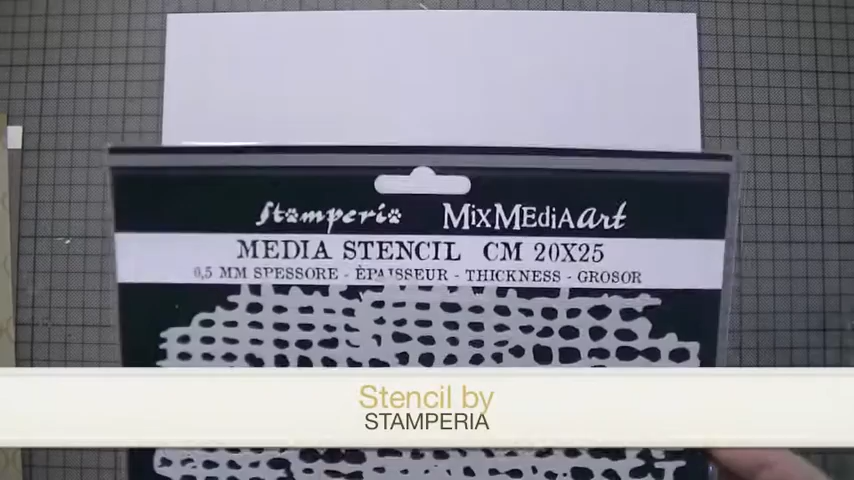 Stamperia MixMEdiAart
MEDIA STENCIL CM 20X25
0,5 MM SPESSORE - ÉPAISSEUR - THICKNESS - GROSOR
Stencil by
STAMPERIA